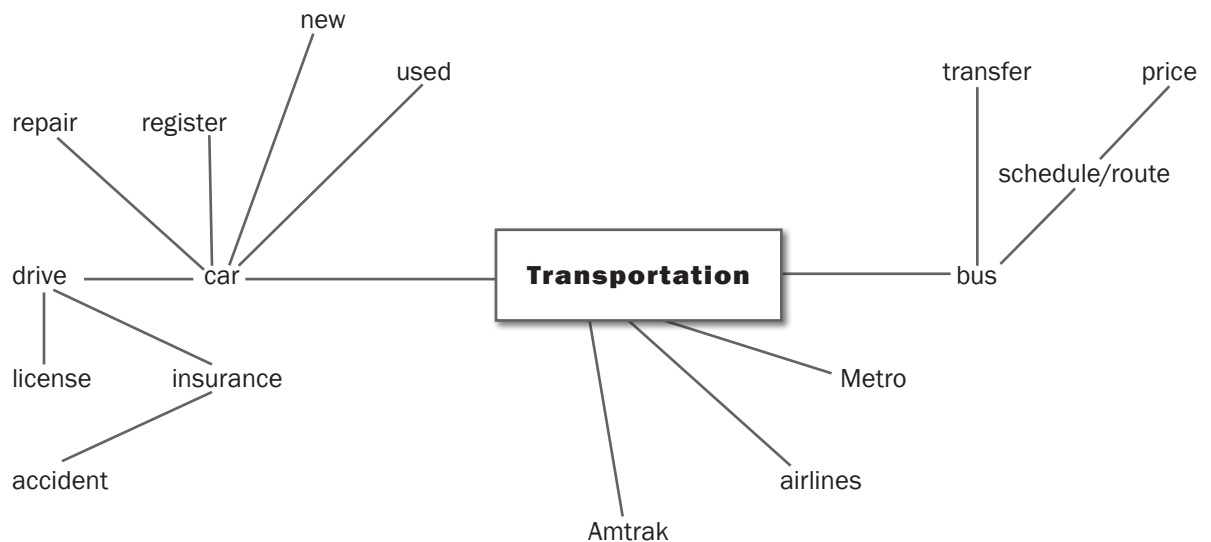 new
used
transfer
price
repair
register
schedule/route
drive
car
Transportation
bus
license
insurance
Metro
accident
airlines
Amtrak